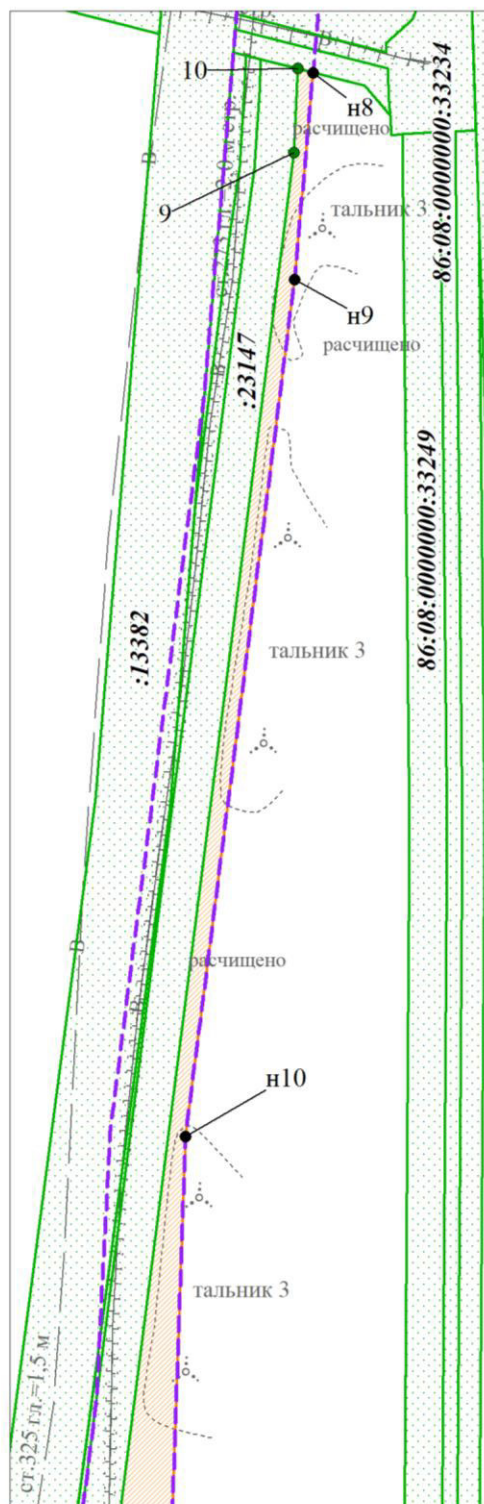 В
10
н8
86:08:0000000:33234
расчищено
В
тальник 3
9
н9
расчищено
:23147
В
86:08:0000000:33249
:13382
тальник 3
В
расчищено
В
н10
тальник 3
ст.325 гл.=1,5 м